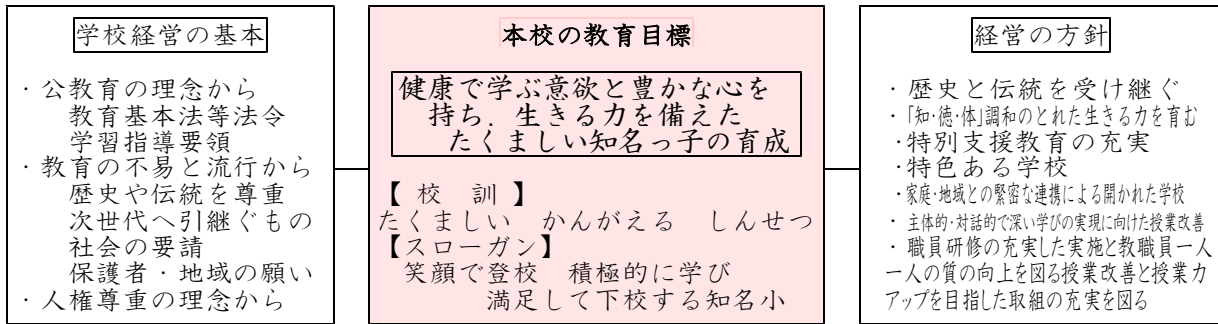 学校経営の基本
・公教育の理念から
教育基本法等法令
学習指導要領
・教育の不易と流行から
歴史や伝統を尊重
次世代へ引継ぐもの
社会の要請
保護者・地域の願い
・人権尊重の理念から
本校の教育目標
健康で学ぶ意欲と豊かな心を
持ち．生きる力を備えた
たくましい知名っ子の育成
【校　訓】
たくましい　かんがえる　しんせつ
【スローガン】
笑顔で登校　積極的に学び
満足して下校する知名小
経営の方針
・歴史と伝統を受け継ぐ
・「知・徳・体」調和のとれた生きる力を育む
・特別支援教育の充実
・特色ある学校
・家庭・地域との緊密な連携による開かれた学校
・主体的・対話的で深い学びの実現に向けた授業改善
・職員研修の充実した実施と教職員一人
一人の質の向上を図る授業改善と授業力
アップを目指した取組の充実を図る